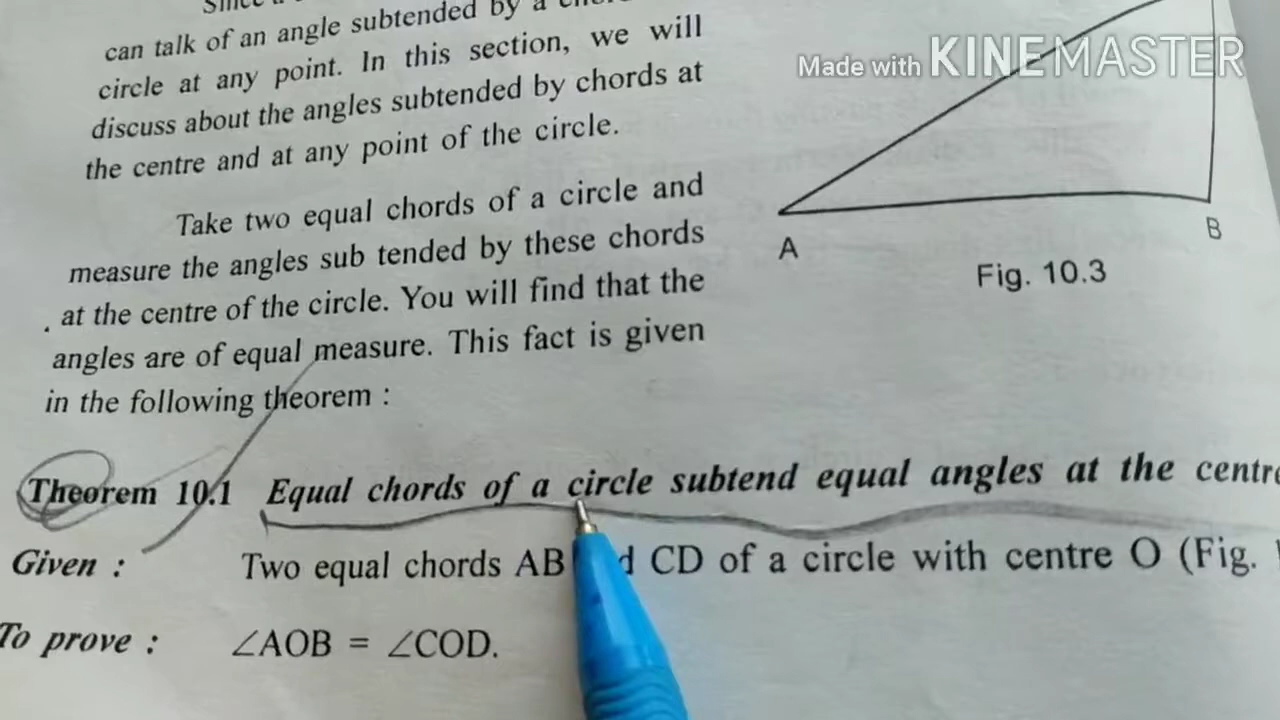 can talk of an angle subtended by a
circle at any point. In this section, we will
discuss about the angles subtended by chords at
the centre and at any point of the circle.
Take two equal chords of a circle and
measure the angles sub tended by these chords
at the centre of the circle. You will find that the
angles are of equal measure. This fact is given
in the following theorem :
Made with KINEMASTER
A
B
Fig. 10.3
Theorem 10.1 Equal chords of a circle subtend equal angles at the centre
Given : Two equal chords AB CD of a circle with centre O (Fig.
To prove : ∠AOB = ∠COD.